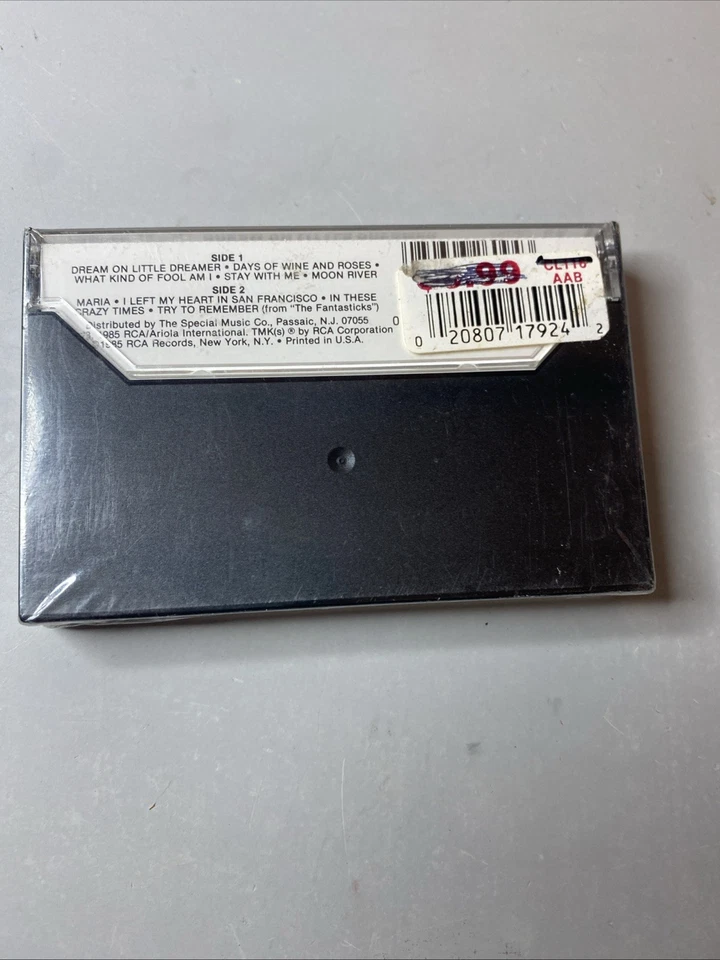 SIDE 1
DREAM ON LITTLE DREAMER • DAYS OF WINE AND ROSES •
WHAT KIND OF FOOL AM I • STAY WITH ME • MOON RIVER
SIDE 2
MARIA • I LEFT MY HEART IN SAN FRANCISCO • IN THESE
CRAZY TIMES • TRY TO REMEMBER (from "The Fantasticks")
Distributed by The Special Music Co., Passaic, N.J. 07055
1985 RCA/Ariola International. TMK(s) ® by RCA Corporation
1985 RCA Records, New York, N.Y. • Printed in U.S.A.
0
.99
AAB
0 20807 17924 2